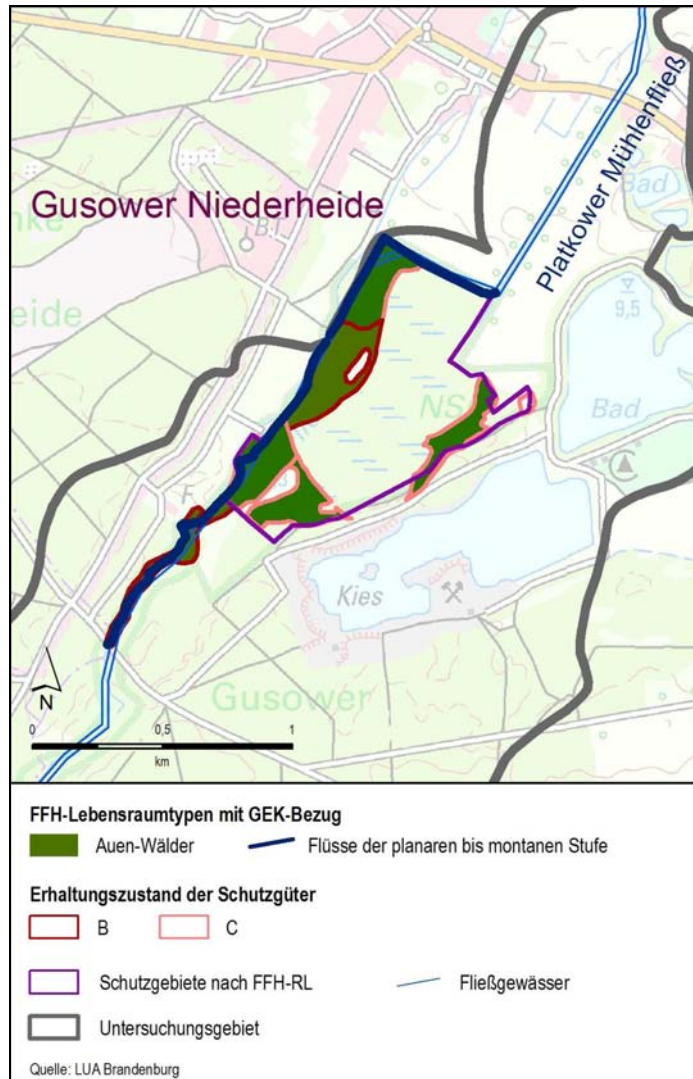 Platkower Mühlenfließ
Bad
Gusower Niederheide
B
9,5
eide
NS
Bad
F
Kies
Gusower
N
0 0,5 1
km
FFH-Lebensraumtypen mit GEK-Bezug
Auen-Wälder Flüsse der planaren bis montanen Stufe
Erhaltungszustand der Schutzgüter
B C
Schutzgebiete nach FFH-RL Fließgewässer
Untersuchungsgebiet
Quelle: LUA Brandenburg